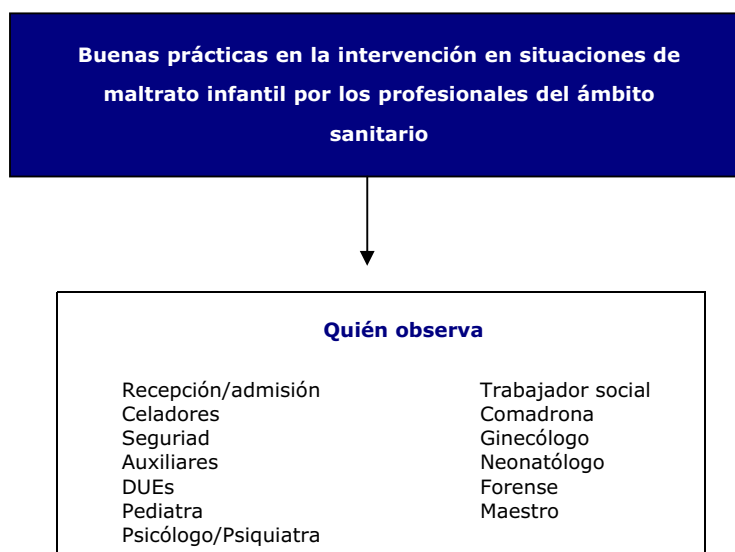 Buenas prácticas en la intervención en situaciones de
maltrato infantil por los profesionales del ámbito
sanitario
Quién observa
Recepción/admisión
Celadores
Seguriad
Auxiliares
DUEs
Pediatra
Psicólogo/Psiquiatra
Trabajador social
Comadrona
Ginecólogo
Neonatólogo
Forense
Maestro